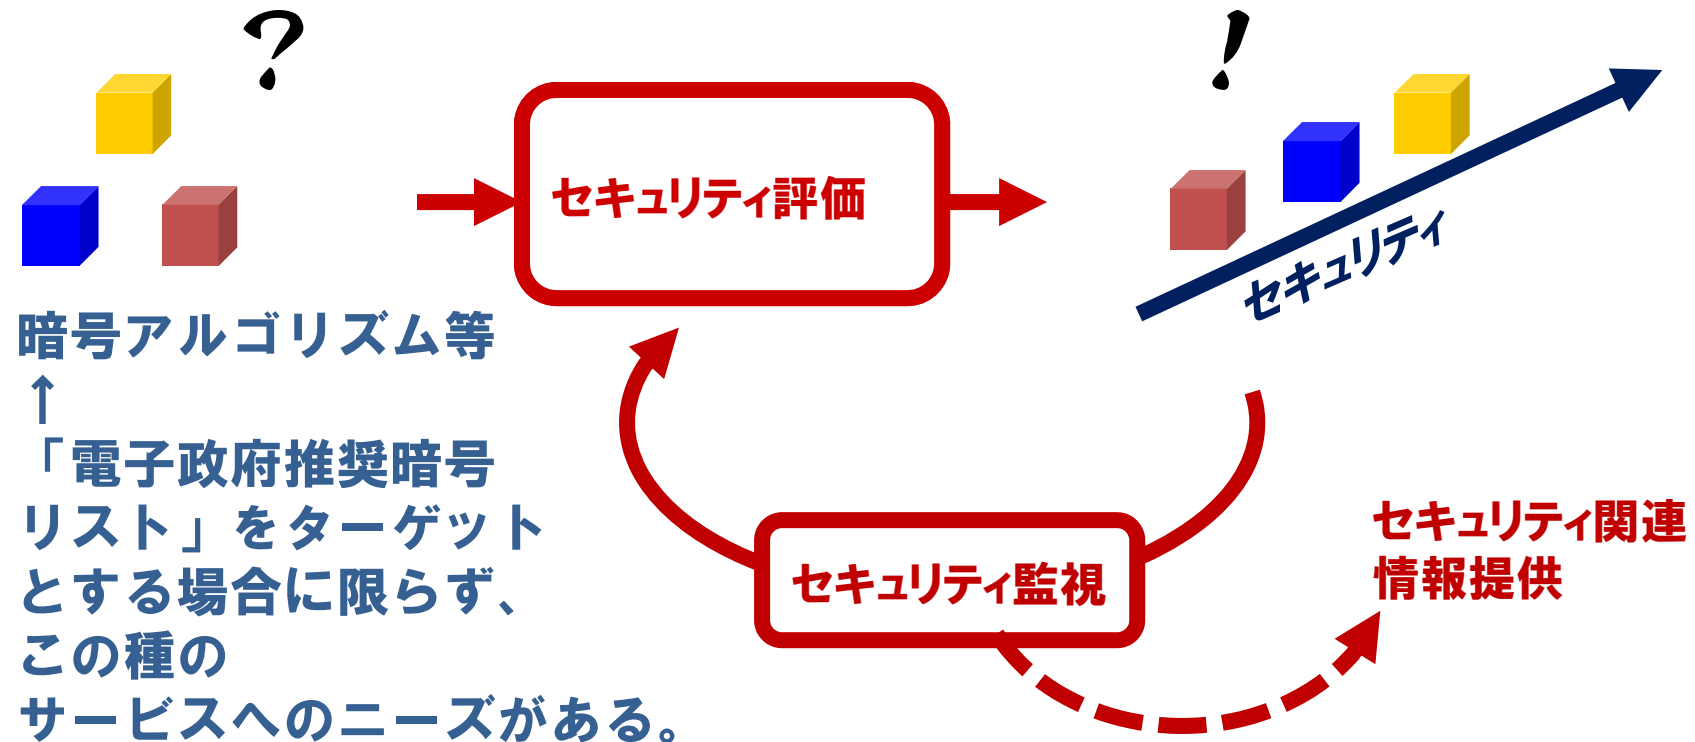 ?
!
セキュリティ評価
セキュリティ
暗号アルゴリズム等
↑
「電子政府推奨暗号
リスト」をターゲット
とする場合に限らず、
この種の
サービスへのニーズがある。
セキュリティ監視
セキュリティ関連
情報提供